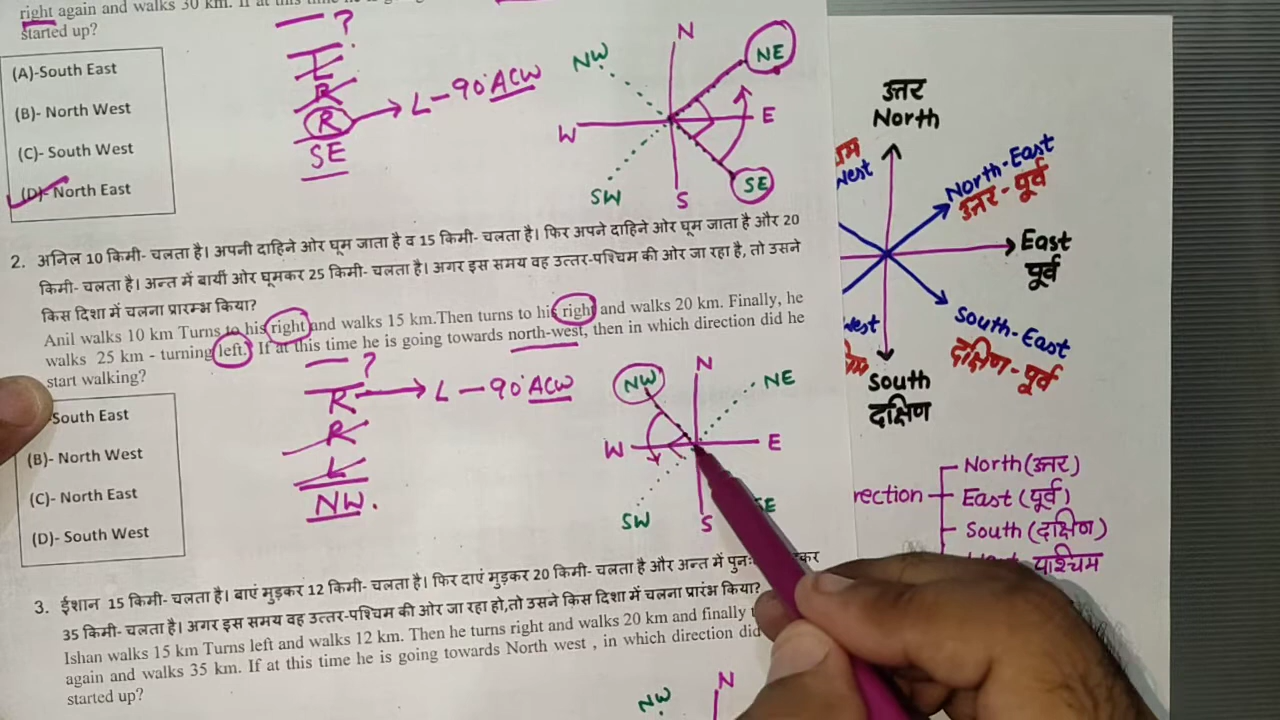 right again and walks 30 km. If at this
started up?
(A)-South East
(B)- North West
(C)- South West
(D)- North East
?
L
R
R → L - 90° ACW
SE
N
NE
E
SE
S
SW
W
NW
2. अनिल 10 किमी- चलता है। अपनी दाहिने ओर घूम जाता है व 15 किमी- चलता है। फिर अपने दाहिने ओर घूम जाता है और 20
किमी- चलता है। अन्त में बायीं ओर घूमकर 25 किमी- चलता है। अगर इस समय वह उत्तर-पश्चिम की ओर जा रहा है, तो उसने
किस दिशा में चलना प्रारम्भ किया?
Anil walks 10 km Turns to his right and walks 15 km.Then turns to his right and walks 20 km. Finally, he
walks 25 km - turning left. If at this time he is going towards north-west, then in which direction did he
start walking?
South East
(B)- North West
(C)- North East
(D)- South West
?
R → L - 90° ACW
R
L
NW.
N
NW
NE
W
E
SW
S
SE
3. ईशान 15 किमी- चलता है। बाएं मुड़कर 12 किमी- चलता है। फिर दाएं मुड़कर 20 किमी- चलता है और अन्त में पुनः
35 किमी- चलता है। अगर इस समय वह उत्तर-पश्चिम की ओर जा रहा हो,तो उसने किस दिशा में चलना प्रारंभ किया?
Ishan walks 15 km Turns left and walks 12 km. Then he turns right and walks 20 km and finally
again and walks 35 km. If at this time he is going towards North west , in which direction did
started up?
N
NW
उत्तर
North
North-East
उत्तर-पूर्व
East
पूर्व
South-East
दक्षिण-पूर्व
South
दक्षिण
North (उत्तर)
East (पूर्व)
South (दक्षिण)
पश्चिम